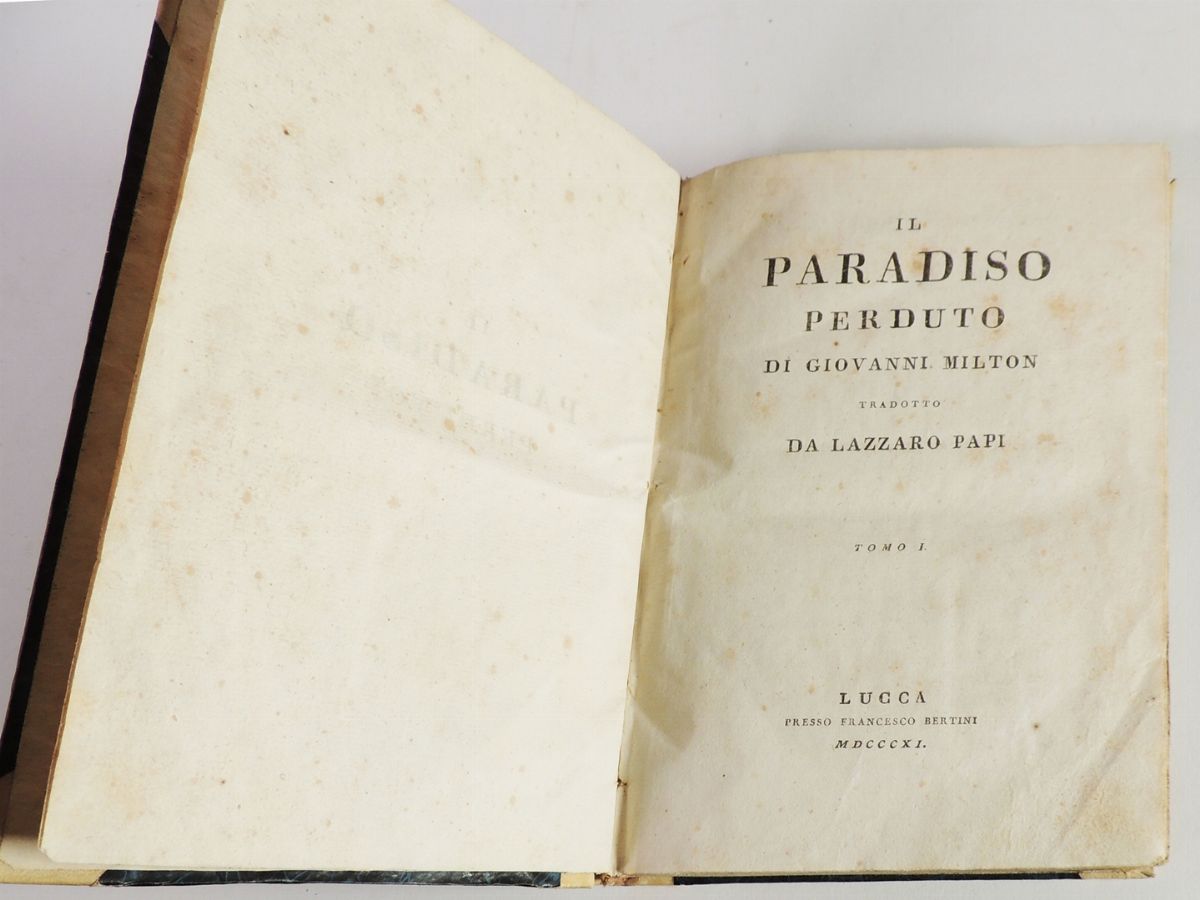 IL
PARADISO
PERDUTO
DI GIOVANNI MILTON
TRADOTTO
DA LAZZARO PAPI
TOMO I.
LUCCA
PRESSO FRANCESCO BERTINI
MDCCCXI.